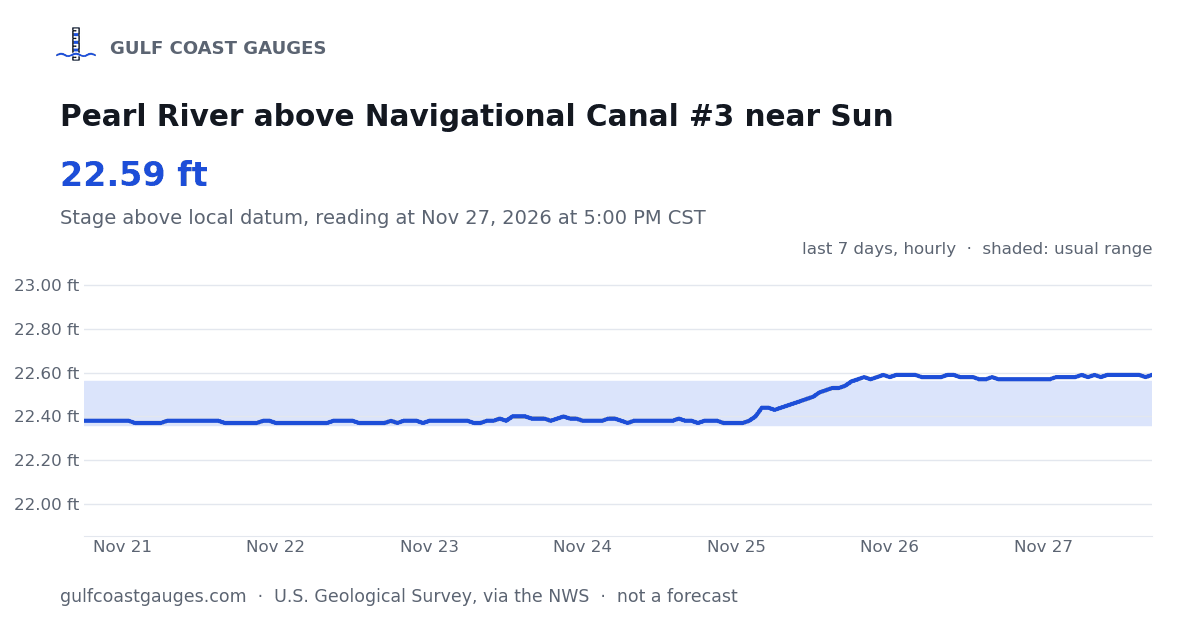 GULF COAST GAUGES
Pearl River above Navigational Canal #3 near Sun
22.59 ft
Stage above local datum, reading at Nov 27, 2026 at 5:00 PM CST
last 7 days, hourly · shaded: usual range
23.00 ft
22.80 ft
22.60 ft
22.40 ft
22.20 ft
22.00 ft
Nov 21 Nov 22 Nov 23 Nov 24 Nov 25 Nov 26 Nov 27
gulfcoastgauges.com · U.S. Geological Survey, via the NWS · not a forecast